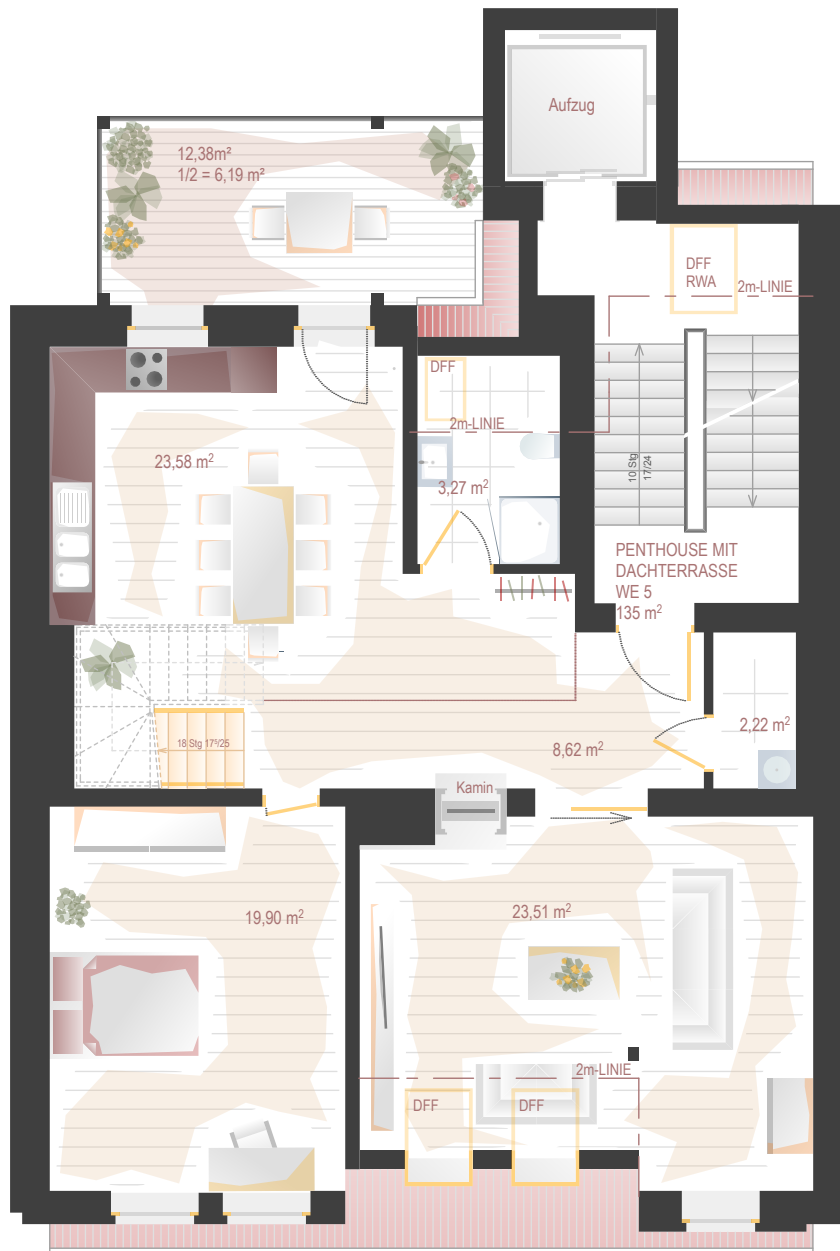 Aufzug
12,38m²
1/2 = 6,19 m²
DFF
RWA
2m-LINIE
DFF
2m-LINIE
23,58 m²
10 Stg
17/24
3,27 m²
PENTHOUSE MIT
DACHTERRASSE
WE 5
135 m²
2,22 m²
18 Stg 17⁵/25
8,62 m²
Kamin
19,90 m²
23,51 m²
2m-LINIE
DFF
DFF